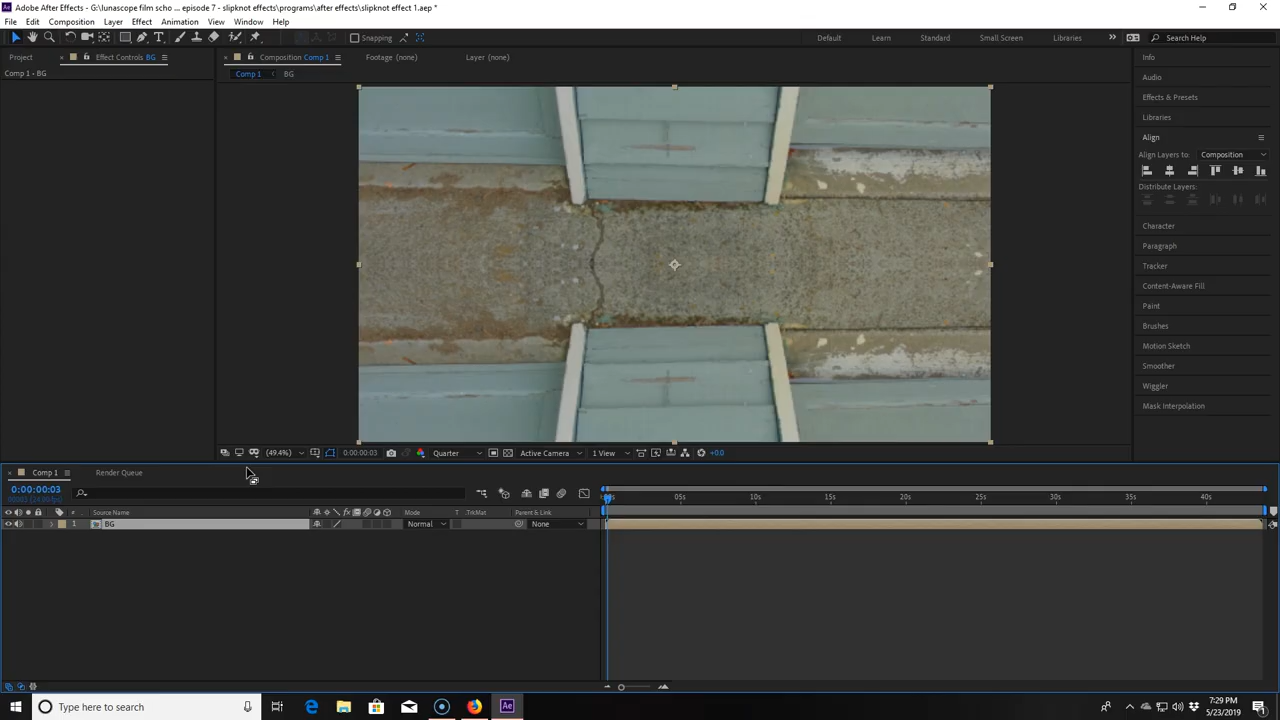 Adobe After Effects - G:\lunascope film scho ... episode 7 - slipknot effects\programs\after effects\slipknot effect 1.aep *
File Edit Composition Layer Effect Animation View Window Help
Snapping
Default Learn Standard Small Screen Libraries Search Help
Project Effect Controls BG
Composition Comp 1 Footage (none) Layer (none)
Comp 1 - BG
Comp 1 BG
Info
Audio
Effects & Presets
Libraries
Align
Align Layers to: Composition
Distribute Layers:
Character
Paragraph
Tracker
Content-Aware Fill
Paint
Brushes
Motion Sketch
Smoother
Wiggler
Mask Interpolation
(49.4%) 0:00:00:03 Quarter Active Camera 1 View +0.0
Comp 1 Render Queue
0:00:00:03
05s 10s 15s 20s 25s 30s 35s 40s
# Source Name Mode T .TrkMat Parent & Link
1 BG Normal None
Type here to search
7:29 PM
5/23/2019